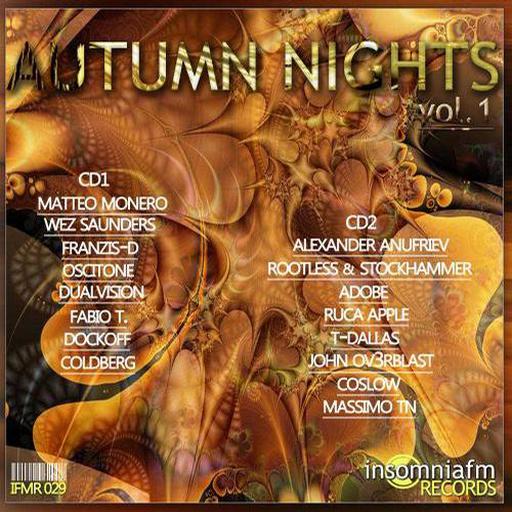 AUTUMN NIGHTS
vol. 1
CD1
MATTEO MONERO
WEZ SAUNDERS
FRANZIS-D
OSCITONE
DUALVISION
FABIO T.
DOCKOFF
COLDBERG
CD2
ALEXANDER ANUFRIEV
ROOTLESS & STOCKHAMMER
ADOBE
RUCA APPLE
T-DALLAS
JOHN OV3RBLAST
COSLOW
MASSIMO TN
IFMR 029
insomniafm
RECORDS